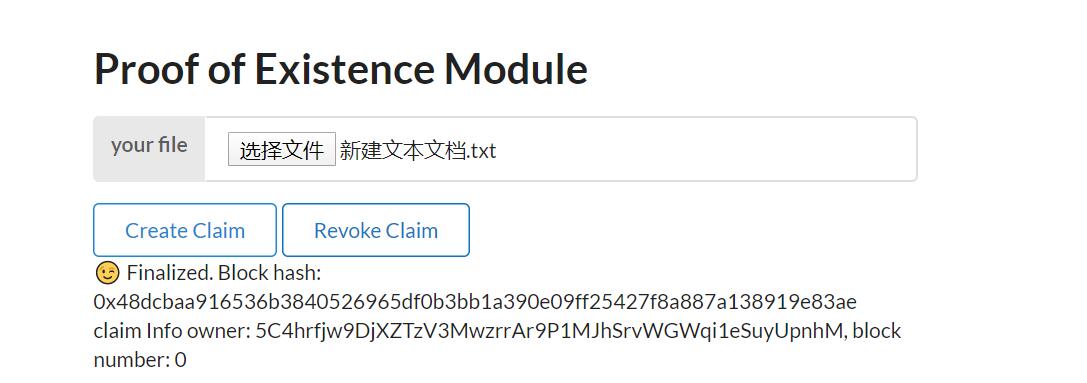 Proof of Existence Module
your file 选择文件 新建文本文档.txt
Create Claim Revoke Claim
😉 Finalized. Block hash:
0x48dcbaa916536b3840526965df0b3bb1a390e09ff25427f8a887a138919e83ae
claim Info owner: 5C4hrfjw9DjXZTzV3MwzrrAr9P1MJhSrvWGWqi1eSuyUpnhM, block
number: 0